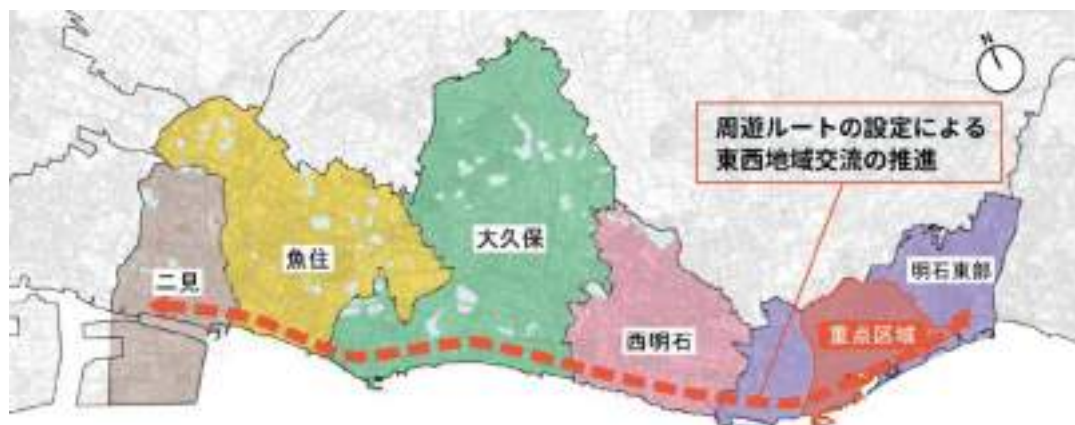 N
周遊ルートの設定による
東西地域交流の推進
二見
魚住
大久保
西明石
明石東部
重点区域